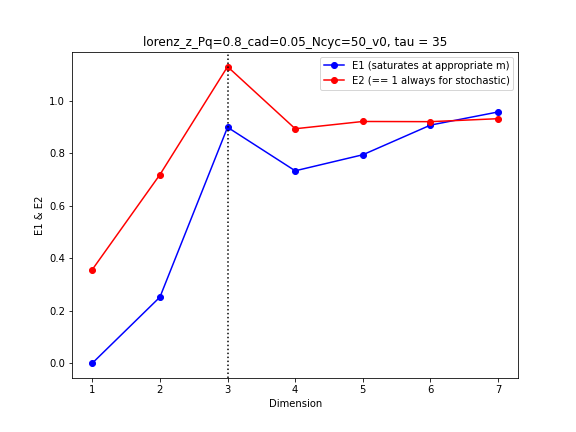 lorenz_z_Pq=0.8_cad=0.05_Ncyc=50_v0, tau = 35
E1 (saturates at appropriate m)
E2 (== 1 always for stochastic)
E1 & E2
1.0
0.8
0.6
0.4
0.2
0.0
1 2 3 4 5 6 7
Dimension